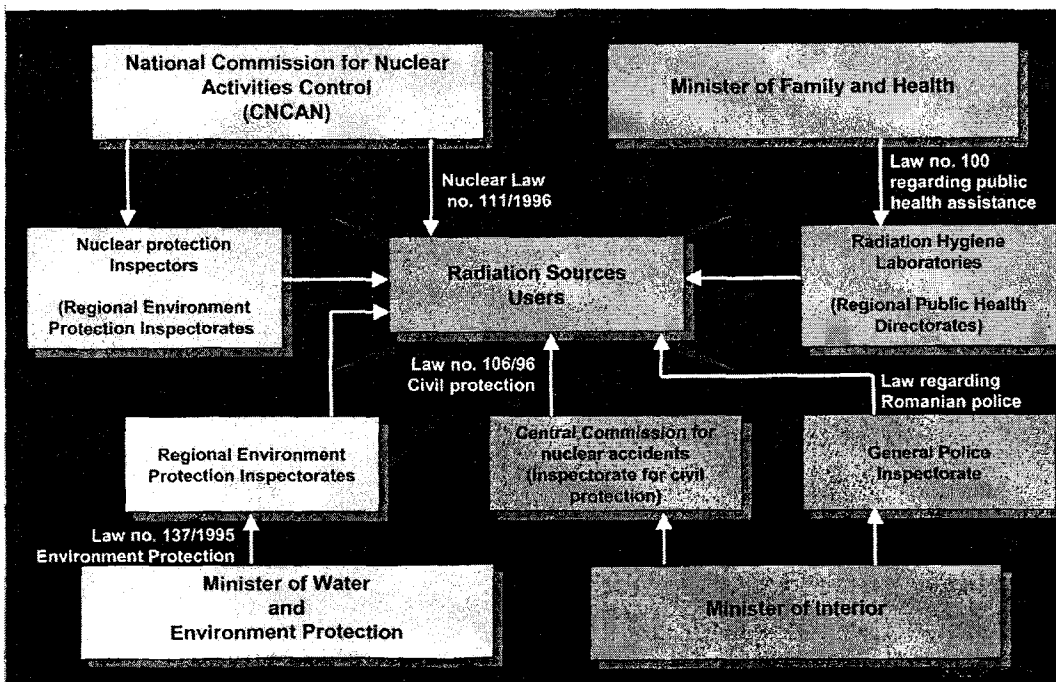 National Commission for Nuclear
Activities Control
(CNCAN)
Minister of Family and Health
Nuclear Law
no. 111/1996
Law no. 100
regarding public
health assistance
Nuclear protection
Inspectors
(Regional Environment
Protection Inspectorates
Radiation Sources
Users
Radiation Hygiene
Laboratories
(Regional Public Health
Directorates)
Law no. 106/96
Civil protection
Law regarding
Romanian police
Regional Environment
Protection Inspectorates
Central Commission for
nuclear accidents
(Inspectorate for civil
protection)
General Police
Inspectorate
Law no. 137/1995
Environment Protection
Minister of Water
and
Environment Protection
Minister of Interior